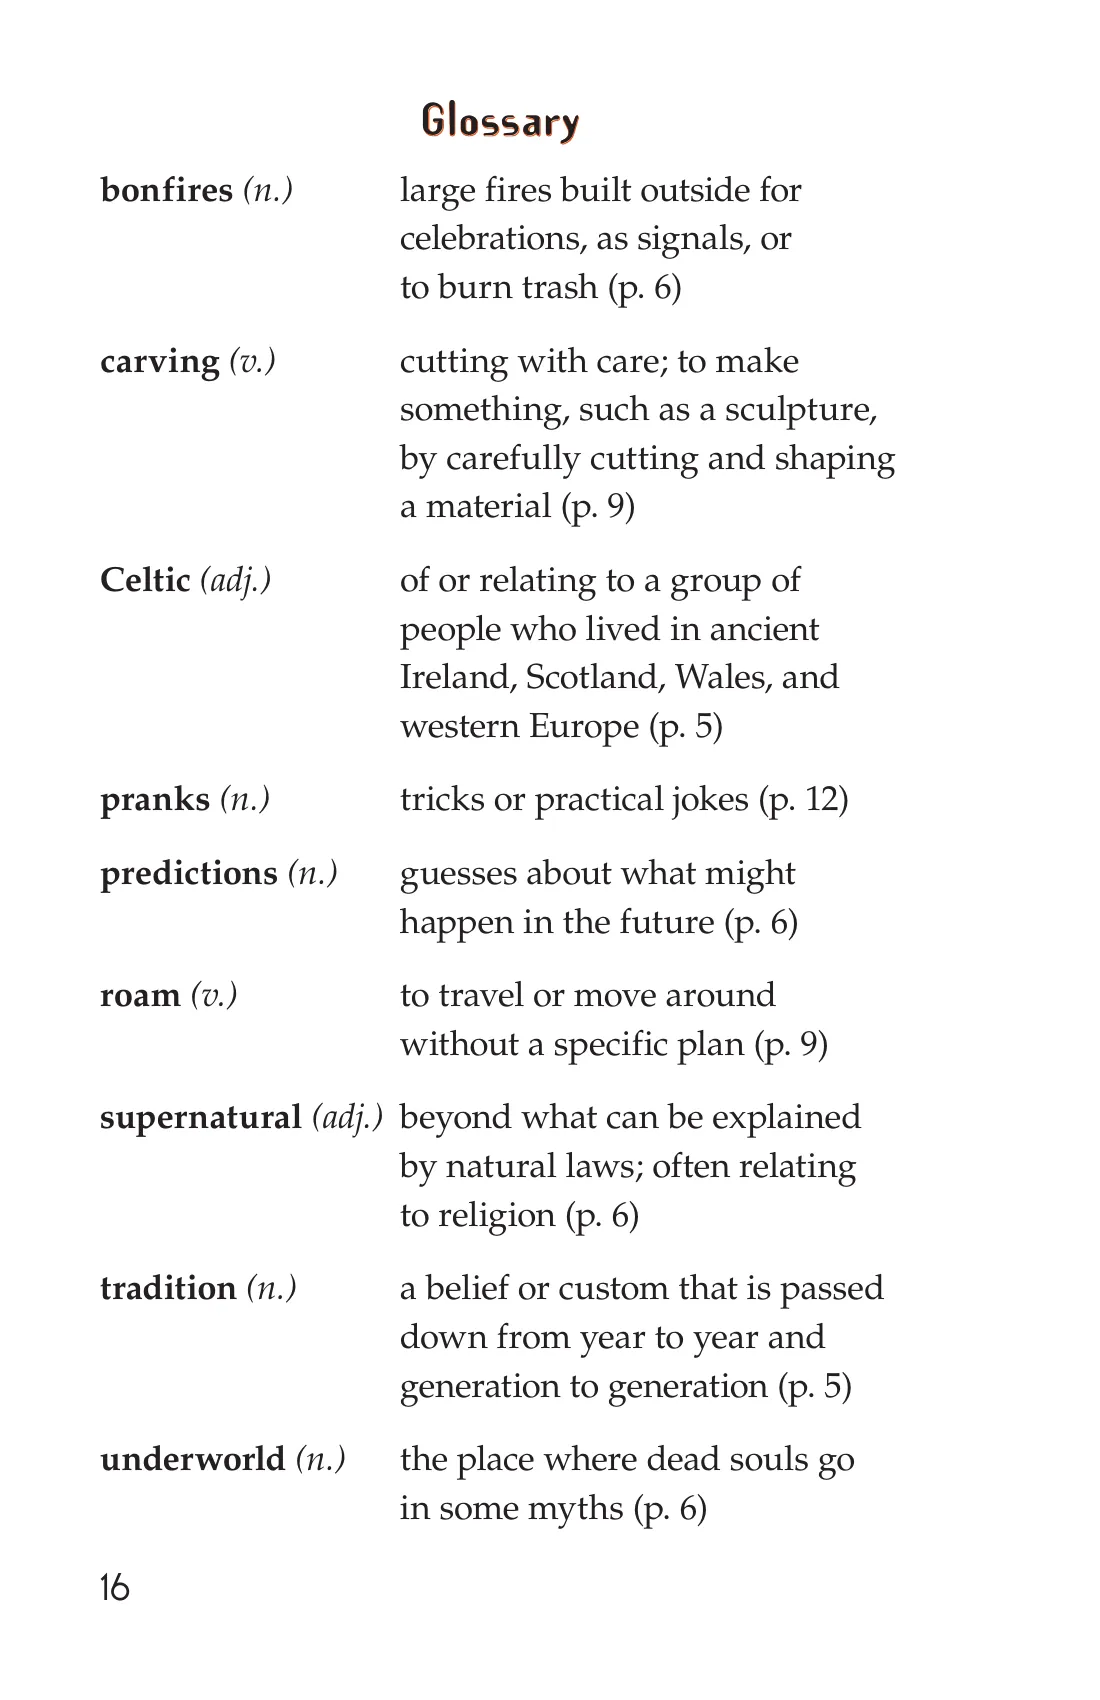 Glossary
bonfires (n.) large fires built outside for
celebrations, as signals, or
to burn trash (p. 6)
carving (v.) cutting with care; to make
something, such as a sculpture,
by carefully cutting and shaping
a material (p. 9)
Celtic (adj.) of or relating to a group of
people who lived in ancient
Ireland, Scotland, Wales, and
western Europe (p. 5)
pranks (n.) tricks or practical jokes (p. 12)
predictions (n.) guesses about what might
happen in the future (p. 6)
roam (v.) to travel or move around
without a specific plan (p. 9)
supernatural (adj.) beyond what can be explained
by natural laws; often relating
to religion (p. 6)
tradition (n.) a belief or custom that is passed
down from year to year and
generation to generation (p. 5)
underworld (n.) the place where dead souls go
in some myths (p. 6)
16